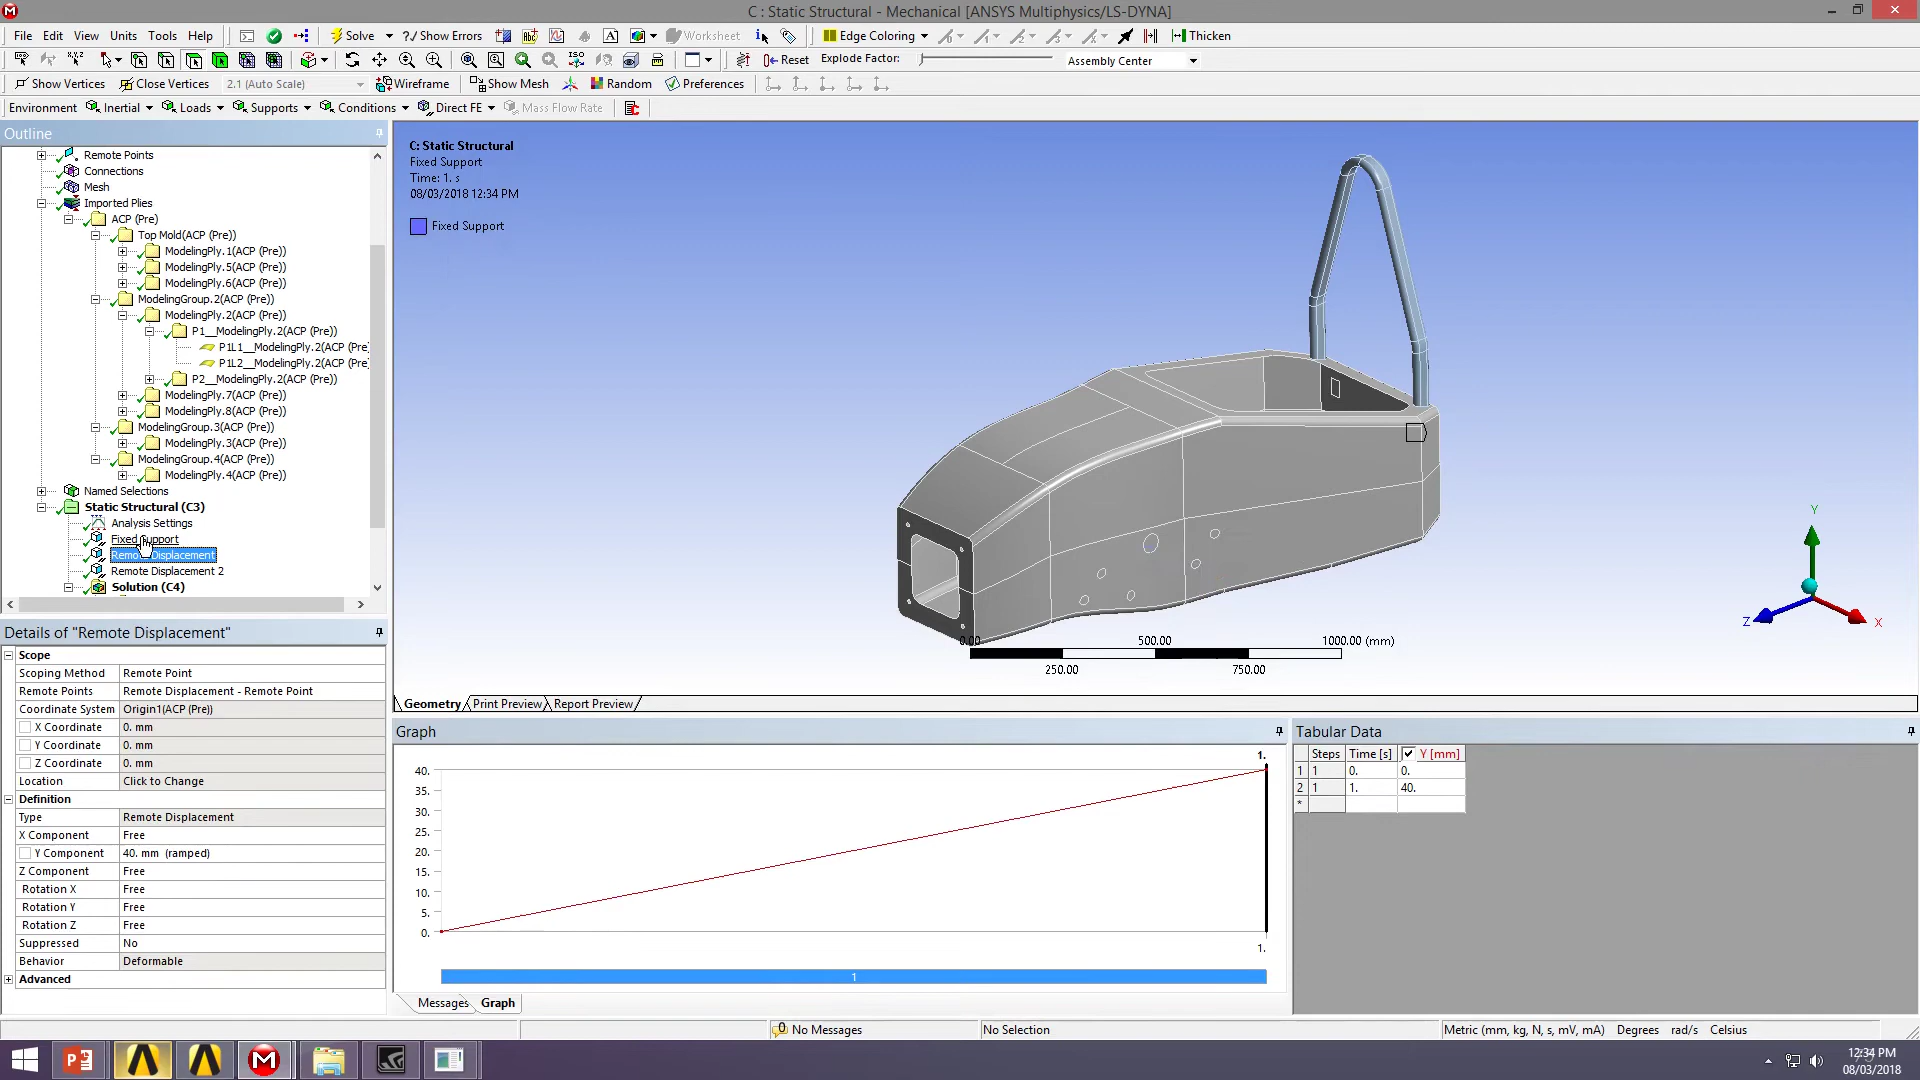 C : Static Structural - Mechanical [ANSYS Multiphysics/LS-DYNA]
File Edit View Units Tools Help Solve ?/ Show Errors Worksheet Edge Coloring Thicken
Reset Explode Factor: Assembly Center
Show Vertices Close Vertices 2.1 (Auto Scale) Wireframe Show Mesh Random Preferences
Environment Inertial Loads Supports Conditions Direct FE Mass Flow Rate
Outline
Remote Points
Connections
Mesh
Imported Plies
ACP (Pre)
Top Mold(ACP (Pre))
ModelingPly.1(ACP (Pre))
ModelingPly.5(ACP (Pre))
ModelingPly.6(ACP (Pre))
ModelingGroup.2(ACP (Pre))
ModelingPly.2(ACP (Pre))
P1__ModelingPly.2(ACP (Pre))
P1L1__ModelingPly.2(ACP (Pre
P1L2__ModelingPly.2(ACP (Pre
P2__ModelingPly.2(ACP (Pre))
ModelingPly.7(ACP (Pre))
ModelingPly.8(ACP (Pre))
ModelingGroup.3(ACP (Pre))
ModelingPly.3(ACP (Pre))
ModelingGroup.4(ACP (Pre))
ModelingPly.4(ACP (Pre))
Named Selections
Static Structural (C3)
Analysis Settings
Fixed Support
Remote Displacement
Remote Displacement 2
Solution (C4)
C: Static Structural
Fixed Support
Time: 1. s
08/03/2018 12:34 PM
Fixed Support
Y
Z
X
0.00 500.00 1000.00 (mm)
250.00 750.00
Geometry Print Preview Report Preview
Details of "Remote Displacement"
Scope
Scoping Method Remote Point
Remote Points Remote Displacement - Remote Point
Coordinate System Origin1(ACP (Pre))
X Coordinate 0. mm
Y Coordinate 0. mm
Z Coordinate 0. mm
Location Click to Change
Definition
Type Remote Displacement
X Component Free
Y Component 40. mm (ramped)
Z Component Free
Rotation X Free
Rotation Y Free
Rotation Z Free
Suppressed No
Behavior Deformable
Advanced
Graph
1.
40.
35.
30.
25.
20.
15.
10.
5.
0.
1.
1
Messages Graph
Tabular Data
Steps Time [s] Y [mm]
1 1 0. 0.
2 1 1. 40.
*
0 No Messages No Selection Metric (mm, kg, N, s, mV, mA) Degrees rad/s Celsius
12:34 PM
08/03/2018